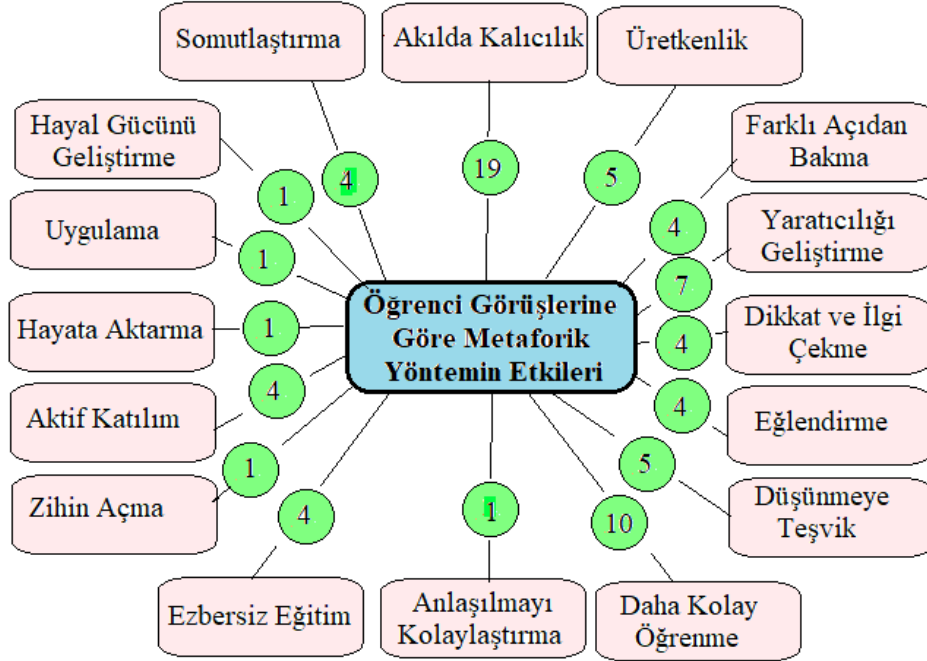 Somutlaştırma
Akılda Kalıcılık
Üretkenlik
Hayal Gücünü
Geliştirme
Farklı Açıdan
Bakma
Uygulama
Yaratıcılığı
Geliştirme
Hayata Aktarma
Dikkat ve İlgi
Çekme
Aktif Katılım
Eğlendirme
Zihin Açma
Düşünmeye
Teşvik
Ezbersiz Eğitim
Anlaşılmayı
Kolaylaştırma
Daha Kolay
Öğrenme
Öğrenci Görüşlerine
Göre Metaforik
Yöntemin Etkileri
4
19
5
1
4
1
7
1
4
4
4
1
5
4
1
10